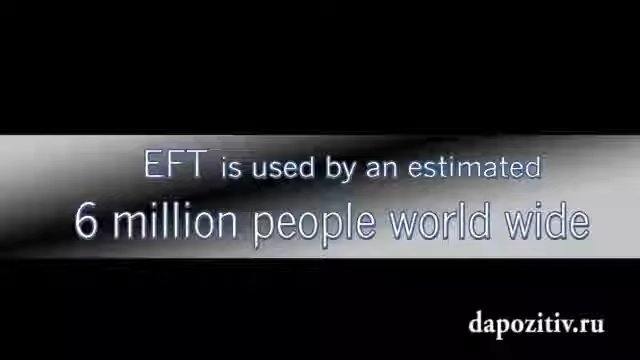 EFT is used by an estimated
6 million people world wide
dapozitiv.ru